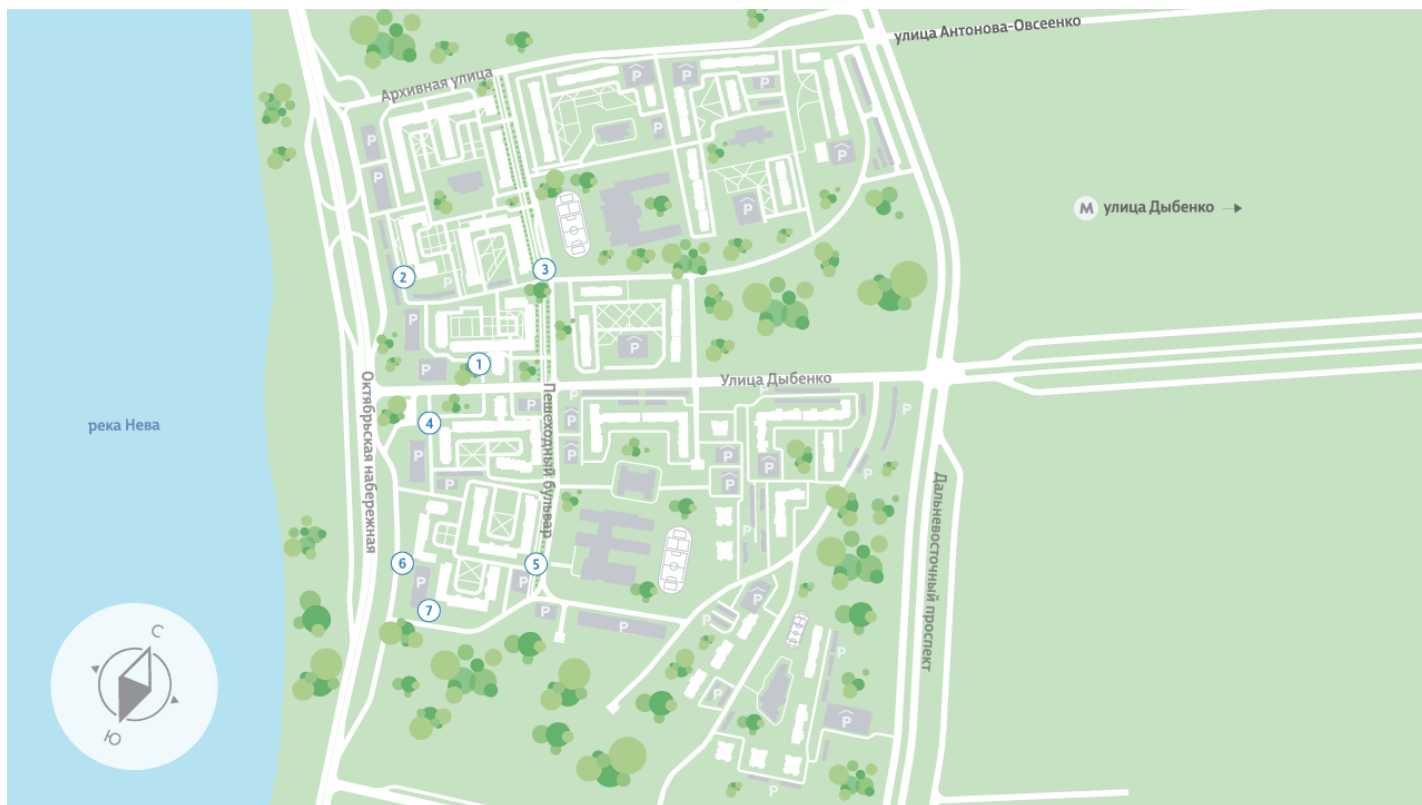 улица Антонова-Овсеенко
Архивная улица
P
P
P
P
P
P
P
P
М улица Дыбенко
P
2
3
P
P
1
P
Улица Дыбенко
Октябрьская набережная
Пешеходный бульвар
река Нева
4
P
P
P
P
P
P
P
P
P
P
P
P
Дальневосточный проспект
6
5
P
P
7
P
P
P
P
P
P
P
P
P
С
Ю